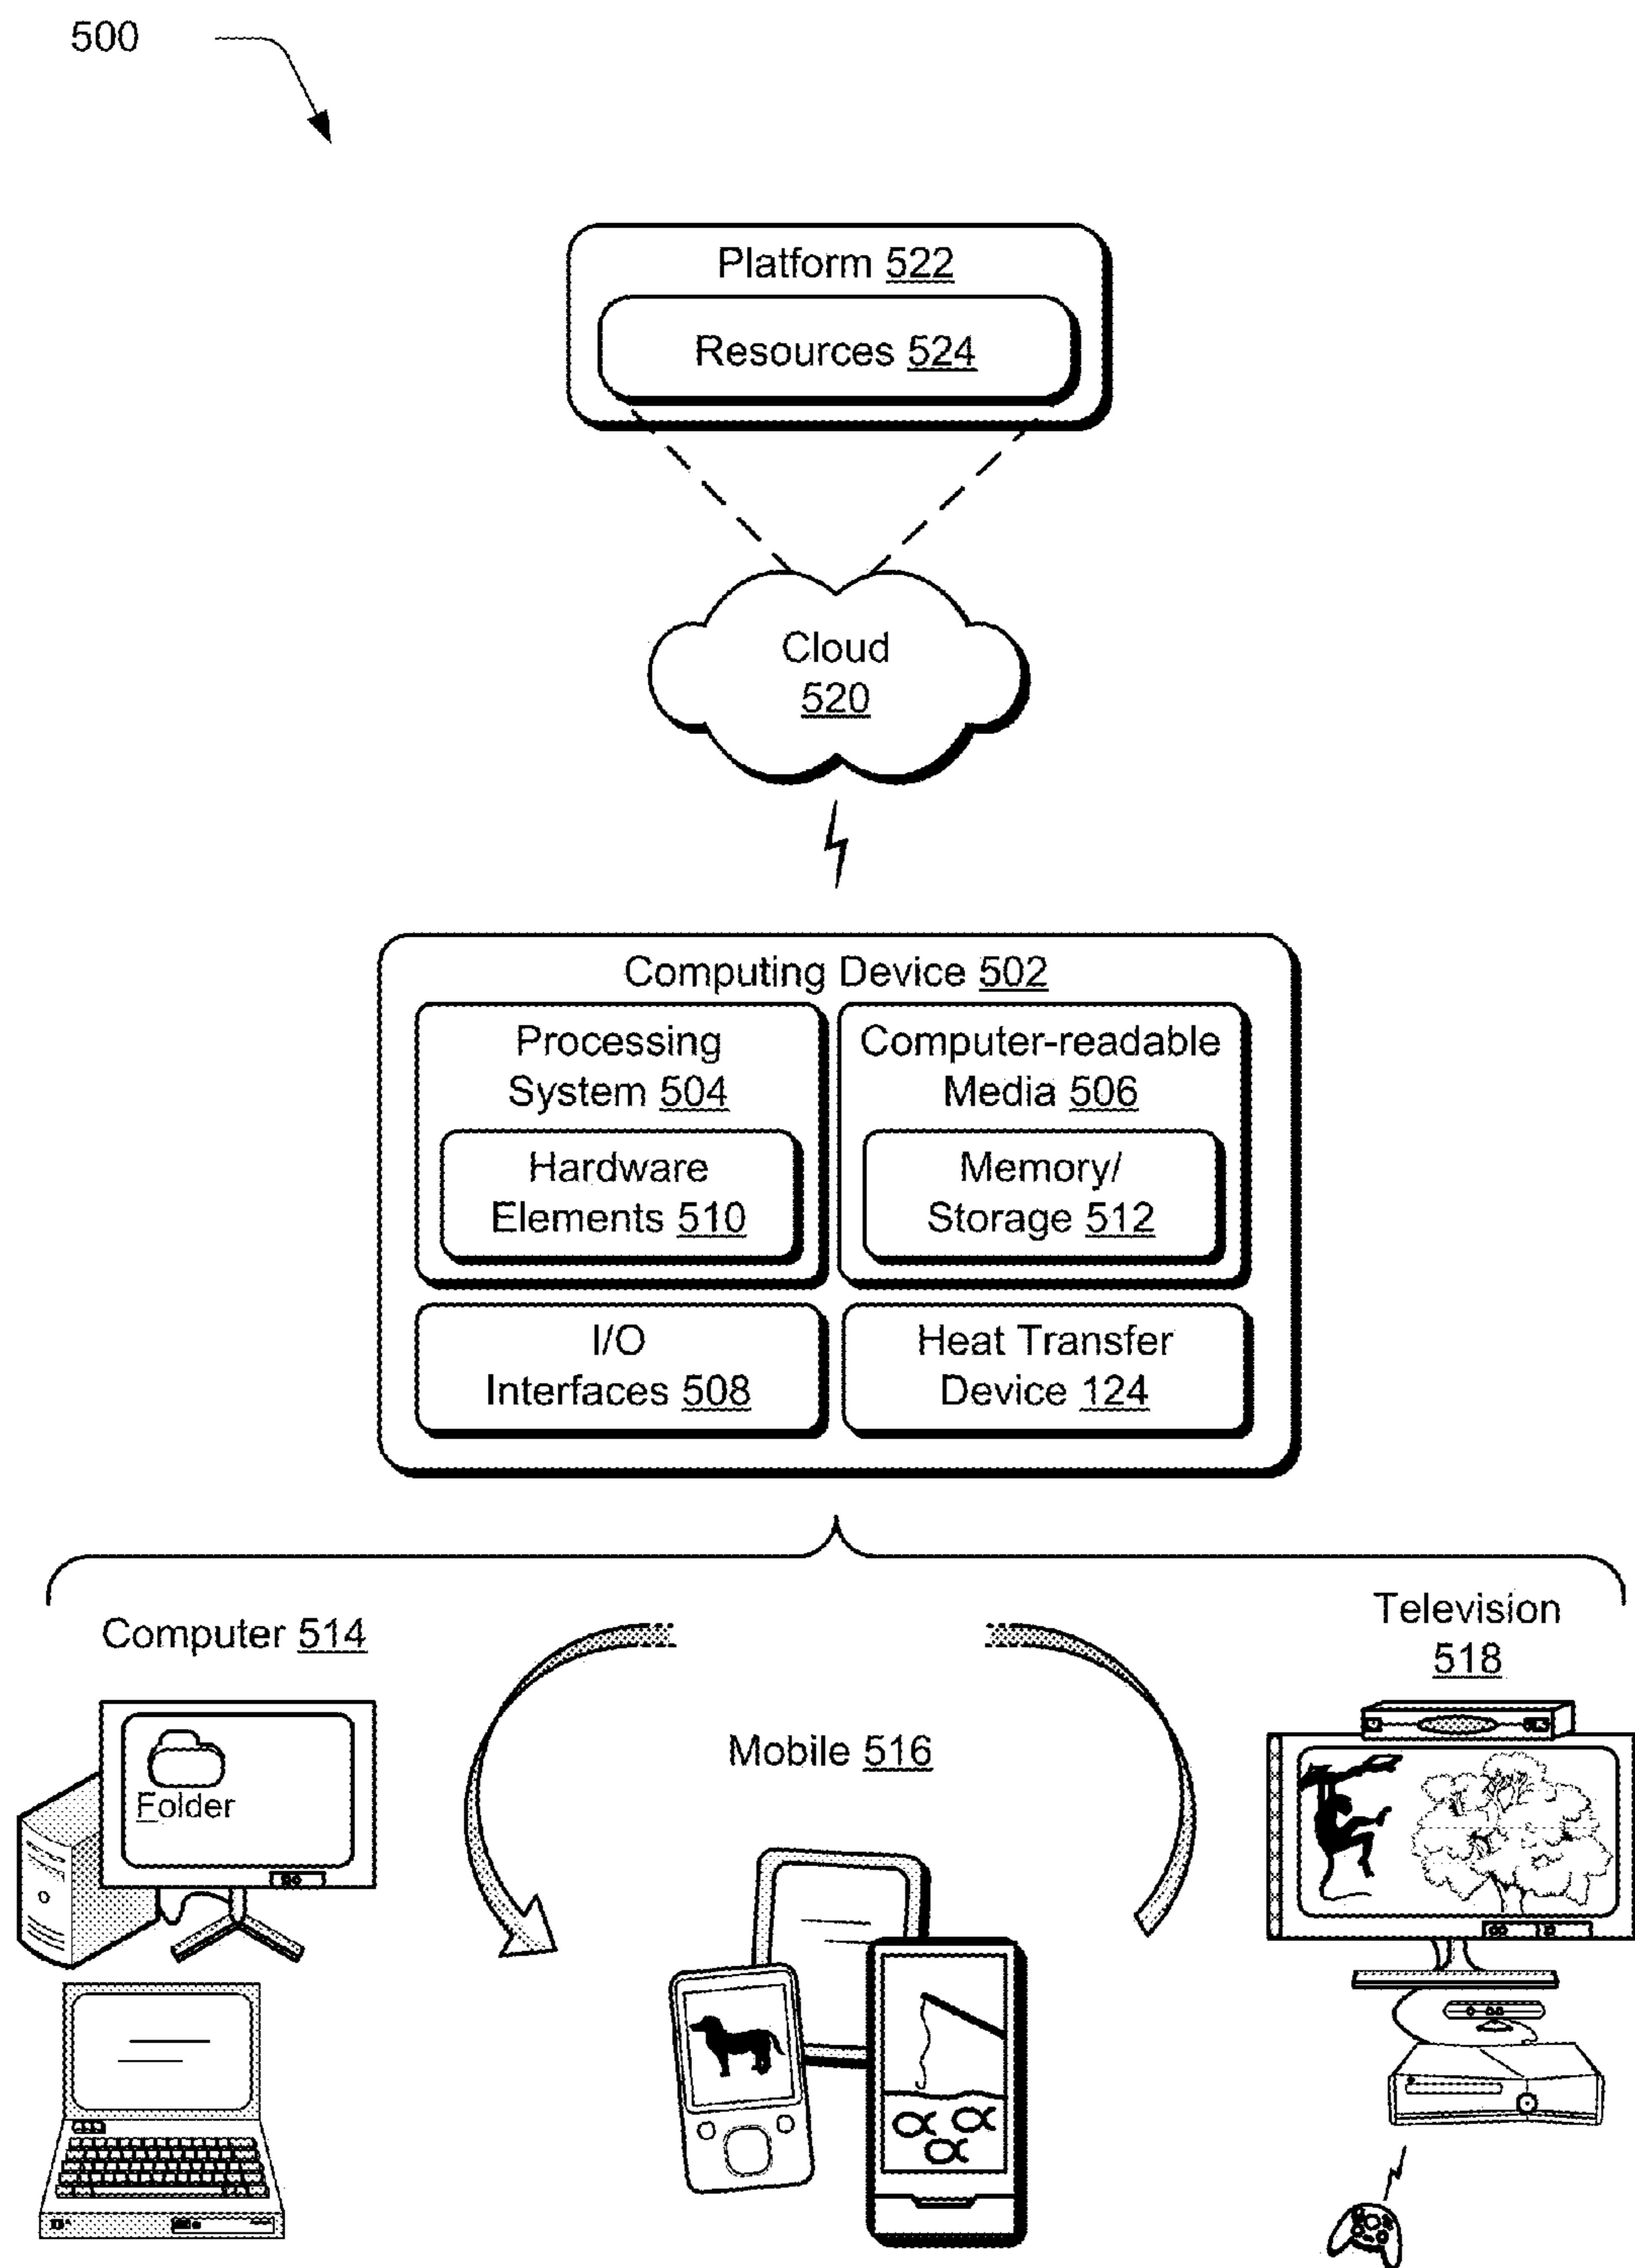 500
Platform 522
Resources 524
Cloud
520
Computing Device 502
Processing
System 504
Hardware
Elements 510
Computer-readable
Media 506
Memory/
Storage 512
I/O
Interfaces 508
Heat Transfer
Device 124
Computer 514
Folder
Mobile 516
Television
518